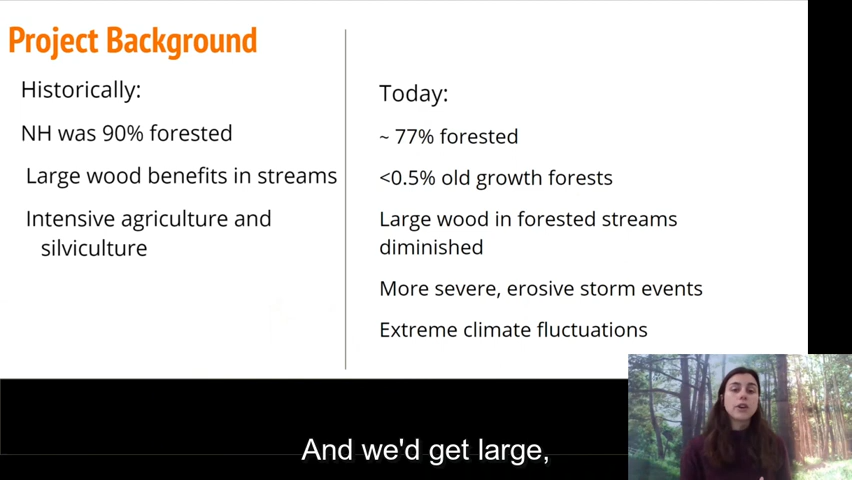 Project Background
Historically:
NH was 90% forested
Large wood benefits in streams
Intensive agriculture and
silviculture
Today:
~ 77% forested
<0.5% old growth forests
Large wood in forested streams
diminished
More severe, erosive storm events
Extreme climate fluctuations
And we'd get large,